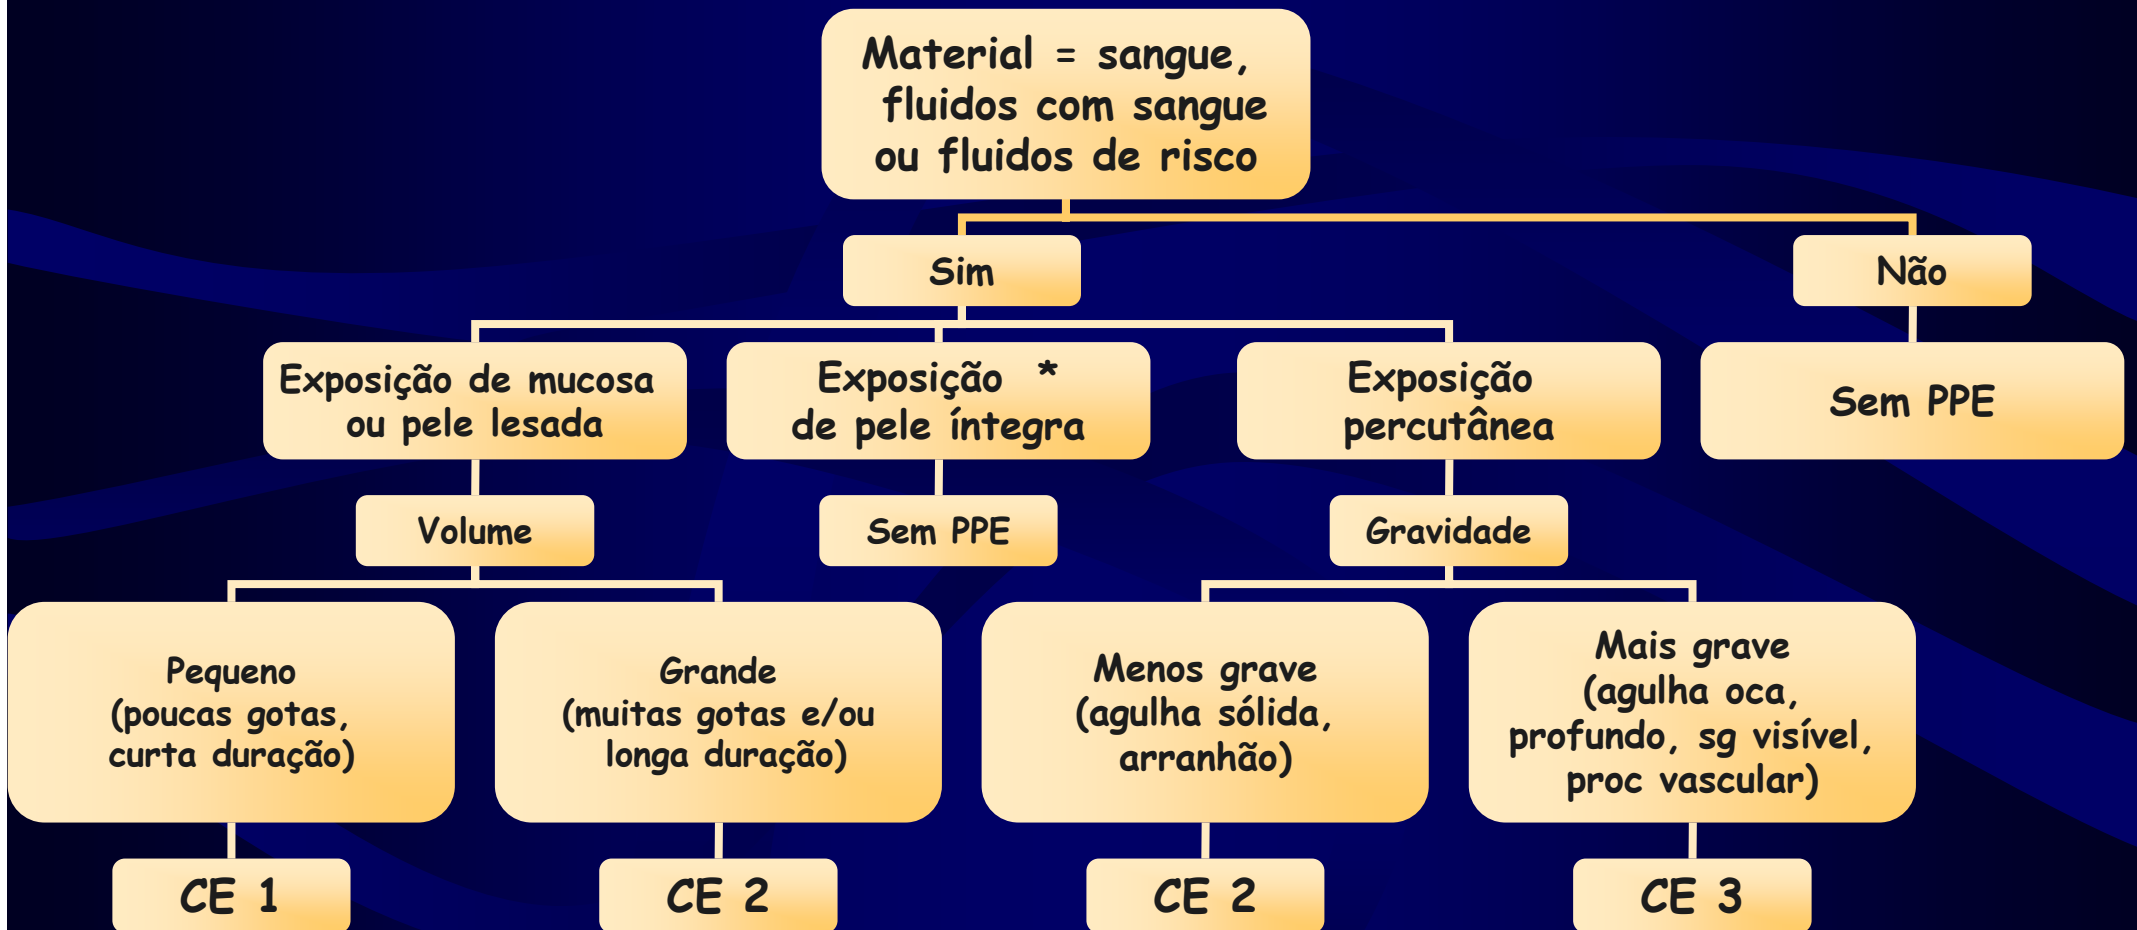 Material = sangue,
fluidos com sangue
ou fluidos de risco
Sim
Não
Exposição de mucosa
ou pele lesada
Exposição *
de pele íntegra
Exposição
percutânea
Sem PPE
Volume
Sem PPE
Gravidade
Pequeno
(poucas gotas,
curta duração)
Grande
(muitas gotas e/ou
longa duração)
Menos grave
(agulha sólida,
arranhão)
Mais grave
(agulha oca,
profundo, sg visível,
proc vascular)
CE 1
CE 2
CE 2
CE 3